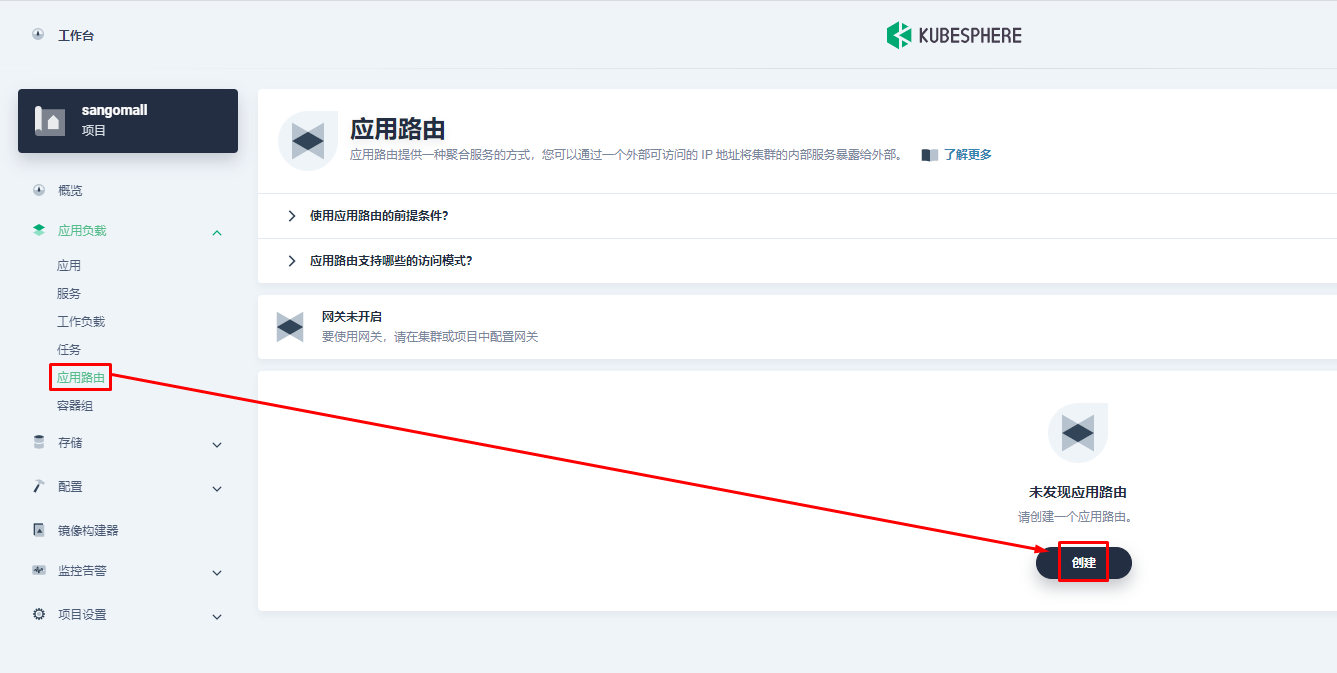 工作台
KUBESPHERE
sangomall
项目
概览
应用负载
应用
服务
工作负载
任务
应用路由
容器组
存储
配置
镜像构建器
监控告警
项目设置
应用路由
应用路由提供一种聚合服务的方式，您可以通过一个外部可访问的 IP 地址将集群的内部服务暴露给外部。 了解更多
使用应用路由的前提条件？
应用路由支持哪些的访问模式？
网关未开启
要使用网关，请在集群或项目中配置网关
未发现应用路由
请创建一个应用路由。
创建